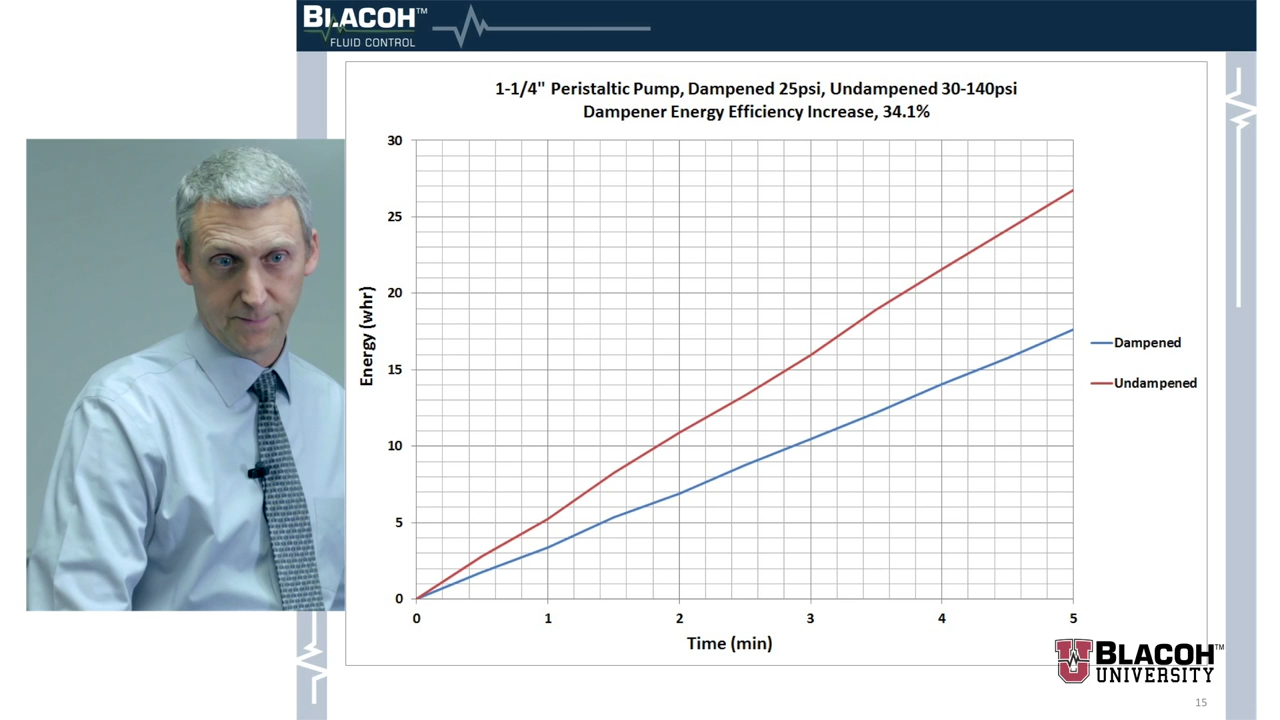 BLACOH™
FLUID CONTROL
1-1/4" Peristaltic Pump, Dampened 25psi, Undampened 30-140psi
Dampener Energy Efficiency Increase, 34.1%
30
25
20
15
10
5
0
Energy (whr)
0 1 2 3 4 5
Time (min)
Dampened
Undampened
U BLACOH™
UNIVERSITY
15